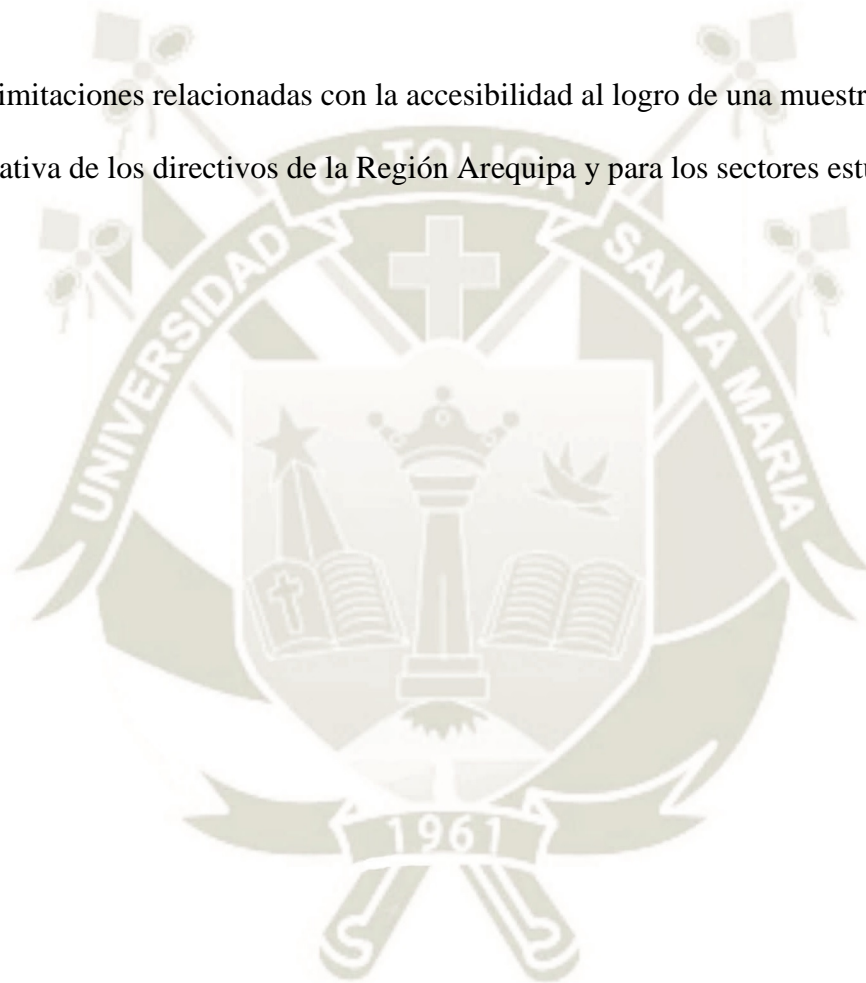 imitaciones relacionadas con la accesibilidad al logro de una muestr
ativa de los directivos de la Región Arequipa y para los sectores estu
UNIVERSIDAD CATOLICA SANTA MARIA
1961